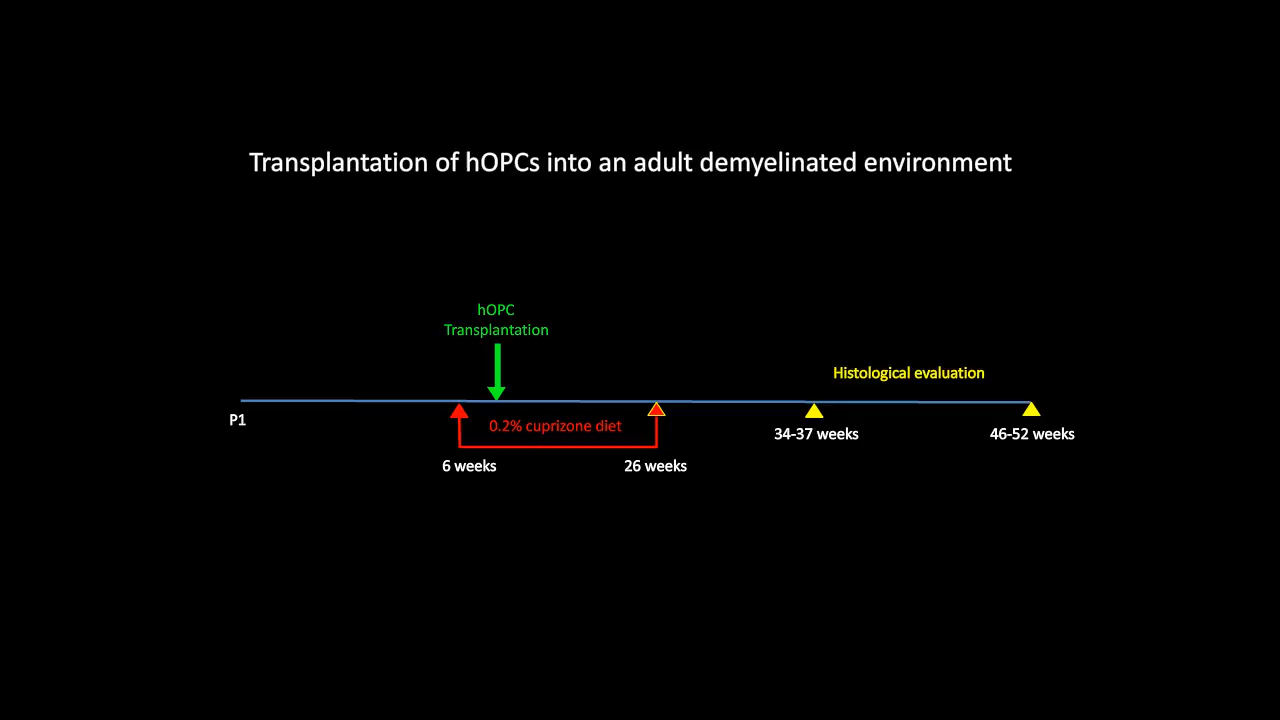 Transplantation of hOPCs into an adult demyelinated environment
hOPC
Transplantation
Histological evaluation
P1
0.2% cuprizone diet
34-37 weeks
46-52 weeks
6 weeks
26 weeks